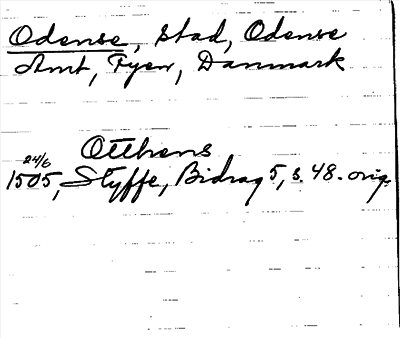 Odense, stad, Odense
Amt, Fyen, Danmark
Otthens
24/6
1505, Styffe, Bidrag 5, s. 48. orig.